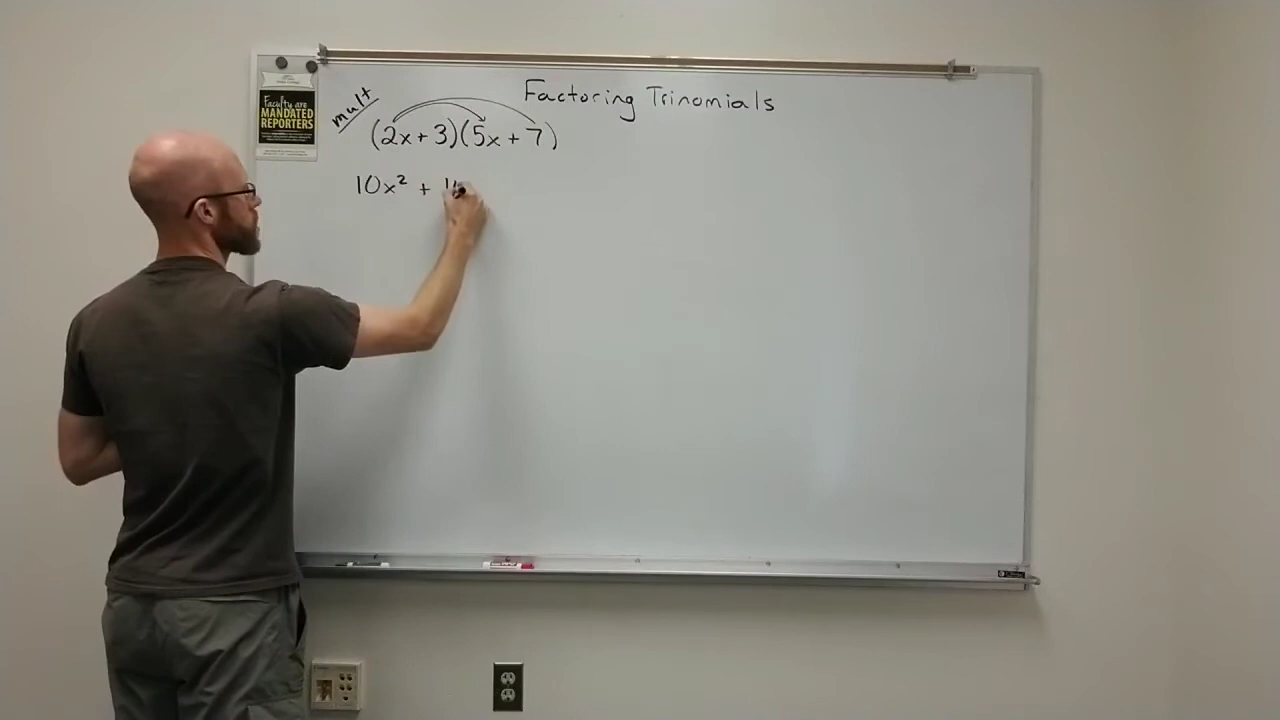 Factoring Trinomials
mult
(2x + 3)(5x + 7)
10x² + 1
Faculty are
MANDATED
REPORTERS